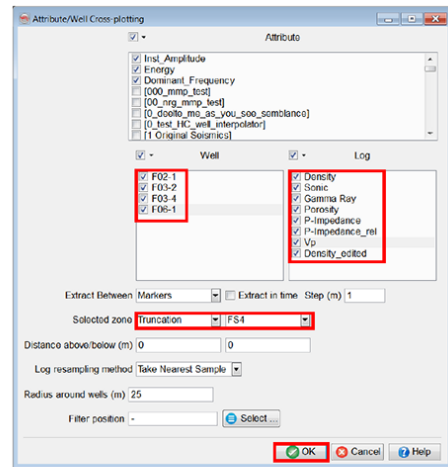 Attribute/Well Cross-plotting
Attribute
Inst_Amplitude
Energy
Dominant_Frequency
[000_mmp_test]
[00_nrg_mmp_test]
[0_deelto_me_as_you_seo_semblance]
[0_test_HC_well_interpolator]
[1 Original Seismics]
Well Log
F02-1 Density
F03-2 Sonic
F03-4 Gamma Ray
F06-1 Porosity
P-Impedance
P-Impedance_rel
Vp
Density_edited
Extract Between Markers Extract in time Step (m) 1
Selected zone Truncation FS4
Distance above/below (m) 0 0
Log resampling method Take Nearest Sample
Radius around wells (m) 25
Filter position - Select ...
OK Cancel Help